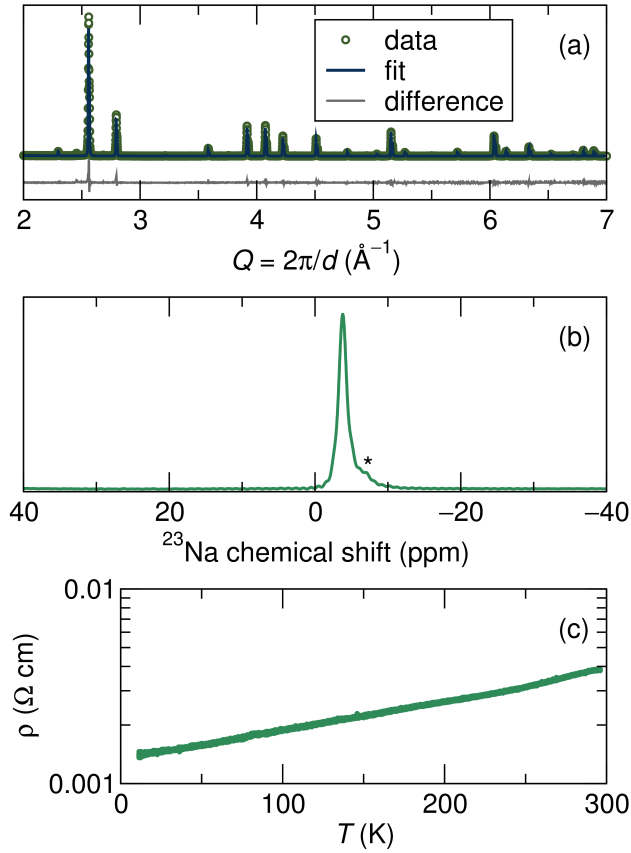 data
fit
difference
(a)
2 3 4 5 6 7
Q = 2π/d (Å⁻¹)
(b)
*
40 20 0 −20 −40
²³Na chemical shift (ppm)
0.01
(c)
ρ (Ω cm)
0.001
0 100 200 300
T (K)